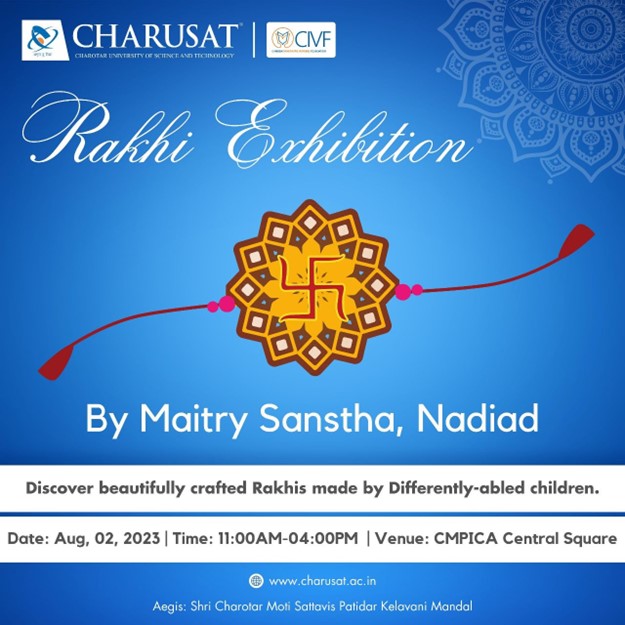 CHARUSAT
CHAROTAR UNIVERSITY OF SCIENCE AND TECHNOLOGY
CIVF
Rakhi Exhibition
By Maitry Sanstha, Nadiad
Discover beautifully crafted Rakhis made by Differently-abled children.
Date: Aug, 02, 2023 | Time: 11:00AM-04:00PM | Venue: CMPICA Central Square
www.charusat.ac.in
Aegis: Shri Charotar Moti Sattavis Patidar Kelavani Mandal